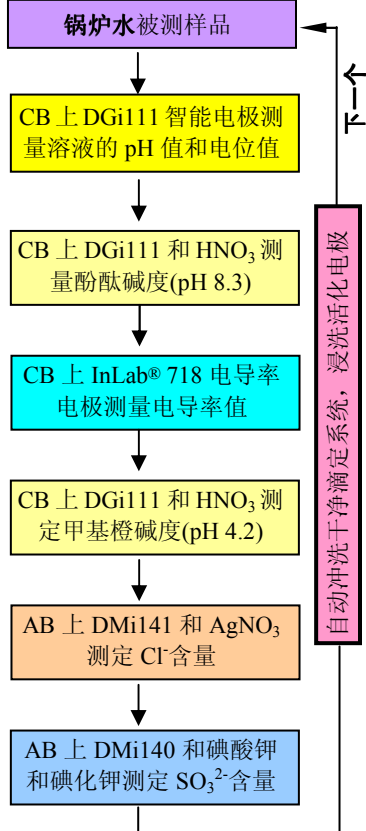 锅炉水被测样品
CB 上 DGi111 智能电极测
量溶液的 pH 值和电位值
CB 上 DGi111 和 HNO₃ 测
量酚酞碱度(pH 8.3)
CB 上 InLab® 718 电导率
电极测量电导率值
CB 上 DGi111 和 HNO₃ 测
定甲基橙碱度(pH 4.2)
AB 上 DMi141 和 AgNO₃
测定 Cl⁻含量
AB 上 DMi140 和碘酸钾
和碘化钾测定 SO₃²⁻含量
自动冲洗干净滴定系统，浸洗活化电极
下一个